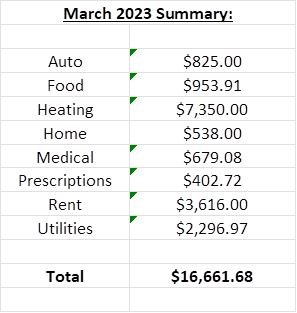 March 2023 Summary:
Auto $825.00
Food $953.91
Heating $7,350.00
Home $538.00
Medical $679.08
Prescriptions $402.72
Rent $3,616.00
Utilities $2,296.97
Total $16,661.68